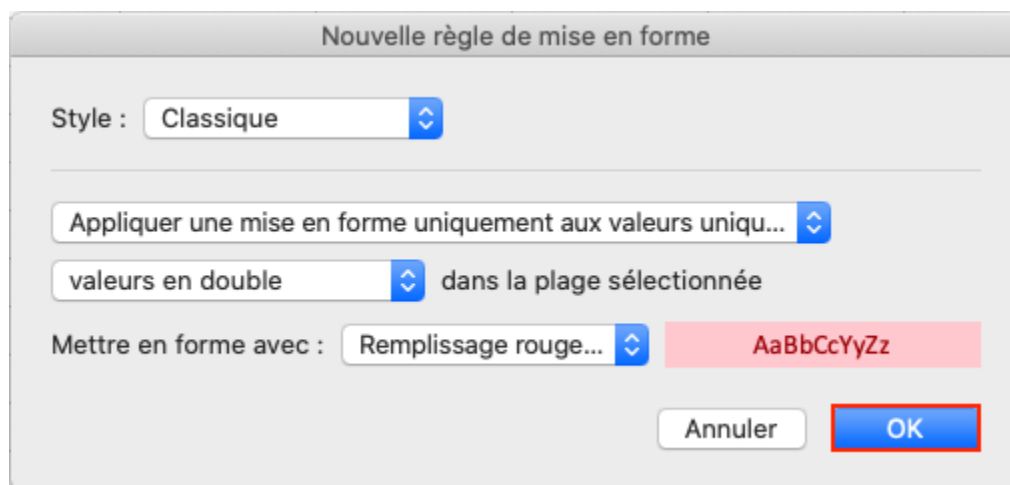 Nouvelle règle de mise en forme
Style : Classique
Appliquer une mise en forme uniquement aux valeurs uniqu...
valeurs en double dans la plage sélectionnée
Mettre en forme avec : Remplissage rouge... AaBbCcYyZz
Annuler OK